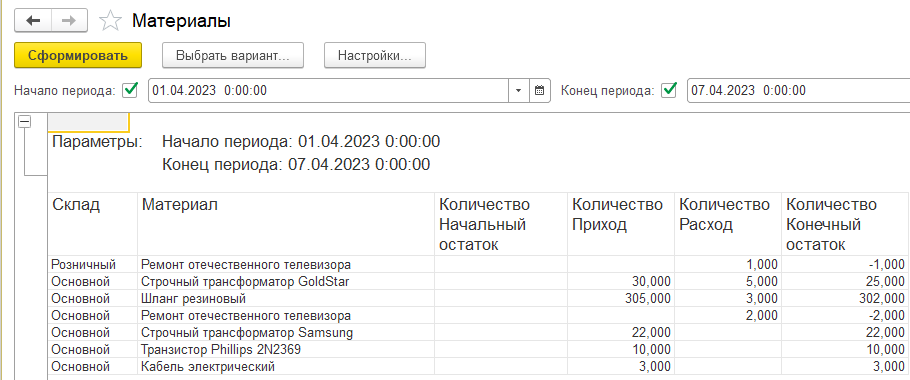 Материалы
Сформировать Выбрать вариант... Настройки...
Начало периода: 01.04.2023 0:00:00 Конец периода: 07.04.2023 0:00:00
Параметры: Начало периода: 01.04.2023 0:00:00
Конец периода: 07.04.2023 0:00:00
Склад Материал Количество Количество Количество Количество
Начальный Приход Расход Конечный
остаток остаток
Розничный Ремонт отечественного телевизора 1,000 -1,000
Основной Строчный трансформатор GoldStar 30,000 5,000 25,000
Основной Шланг резиновый 305,000 3,000 302,000
Основной Ремонт отечественного телевизора 2,000 -2,000
Основной Строчный трансформатор Samsung 22,000 22,000
Основной Транзистор Phillips 2N2369 10,000 10,000
Основной Кабель электрический 3,000 3,000